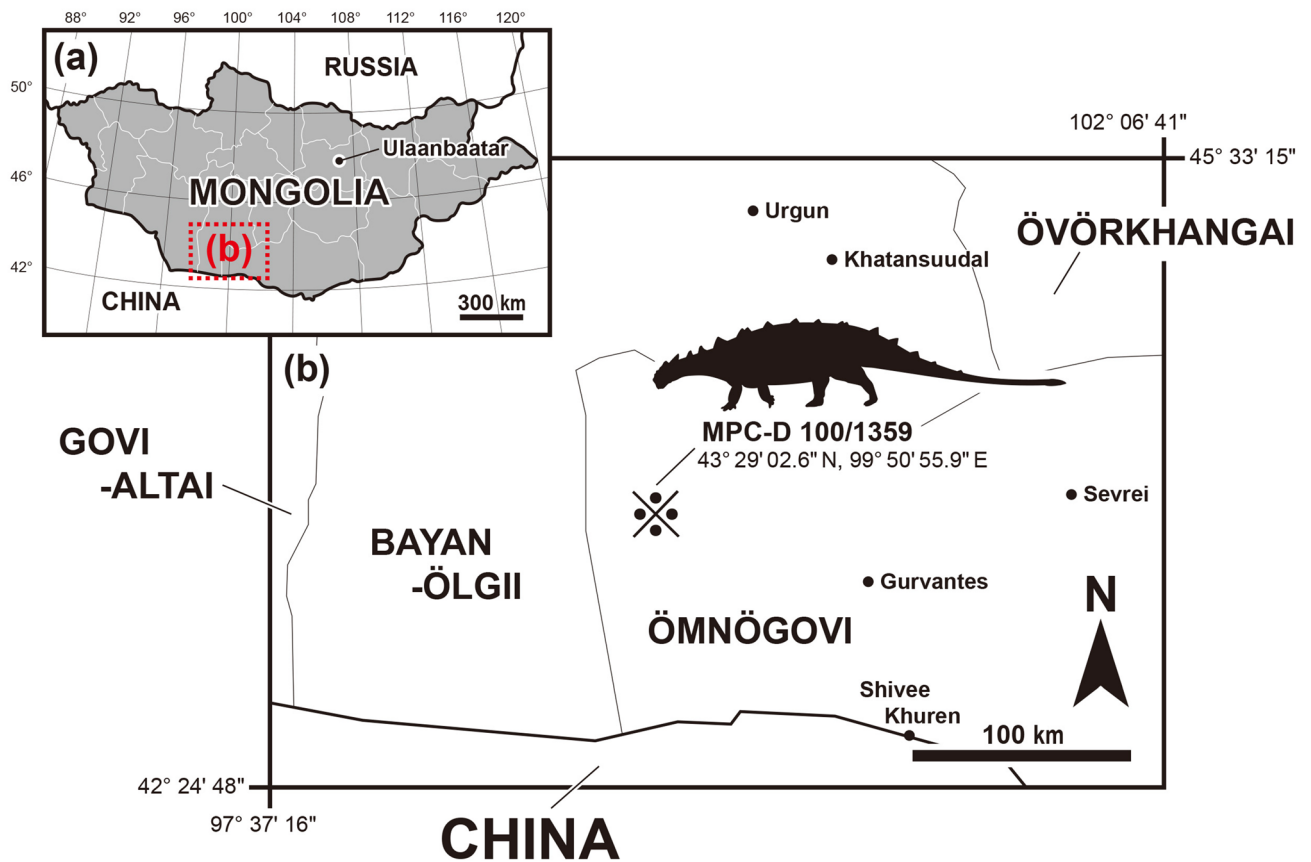 88° 92° 96° 100° 104° 108° 112° 116° 120°
(a)
RUSSIA
50°
Ulaanbaatar
46°
MONGOLIA
(b)
42°
CHINA
300 km
102° 06' 41"
45° 33' 15"
Urgun
ÖVÖRKHANGAI
Khatansuudal
(b)
MPC-D 100/1359
43° 29' 02.6" N, 99° 50' 55.9" E
GOVI
-ALTAI
Sevrei
BAYAN
-ÖLGII
Gurvantes
N
ÖMNÖGOVI
Shivee
Khuren
100 km
42° 24' 48"
97° 37' 16"
CHINA